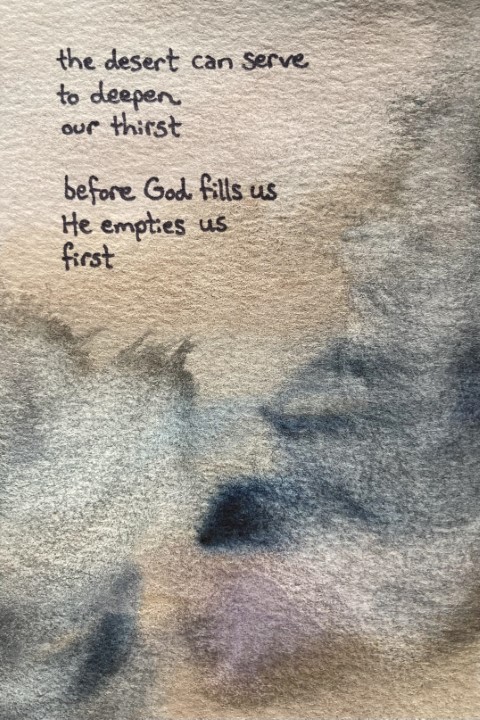 the desert can serve
to deepen
our thirst
before God fills us
He empties us
first